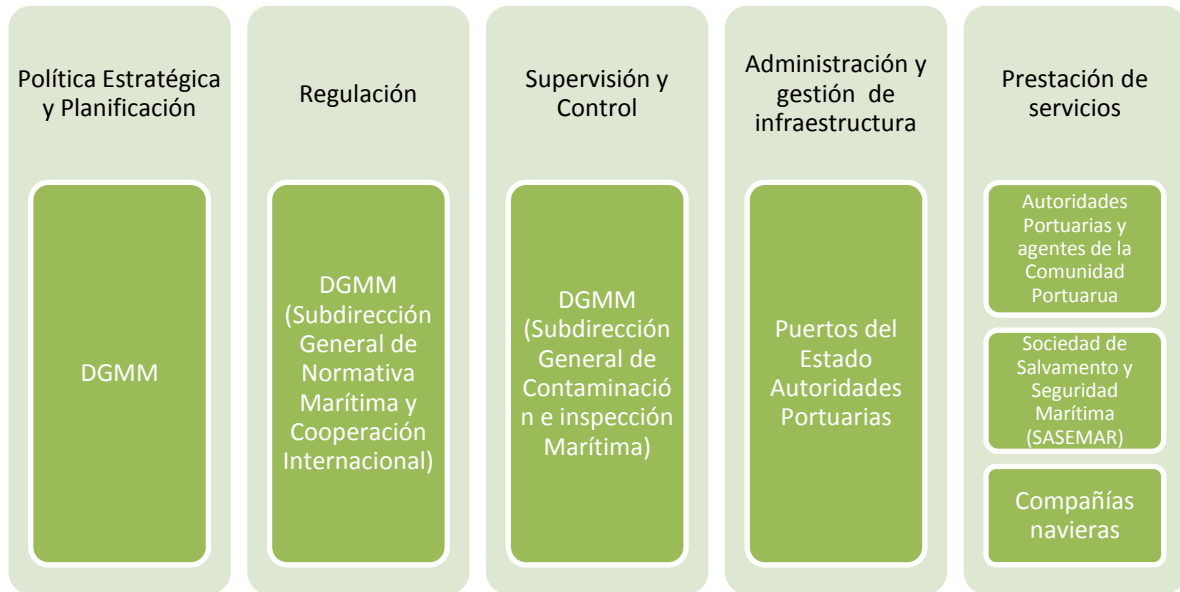 Política Estratégica
y Planificación
DGMM
Regulación
DGMM
(Subdirección
General de
Normativa
Marítima y
Cooperación
Internacional)
Supervisión y
Control
DGMM
(Subdirección
General de
Contaminació
n e inspección
Marítima)
Administración y
gestión de
infraestructura
Puertos del
Estado
Autoridades
Portuarias
Prestación de
servicios
Autoridades
Portuarias y
agentes de la
Comunidad
Portuarua
Sociedad de
Salvamento y
Seguridad
Marítima
(SASEMAR)
Compañías
navieras